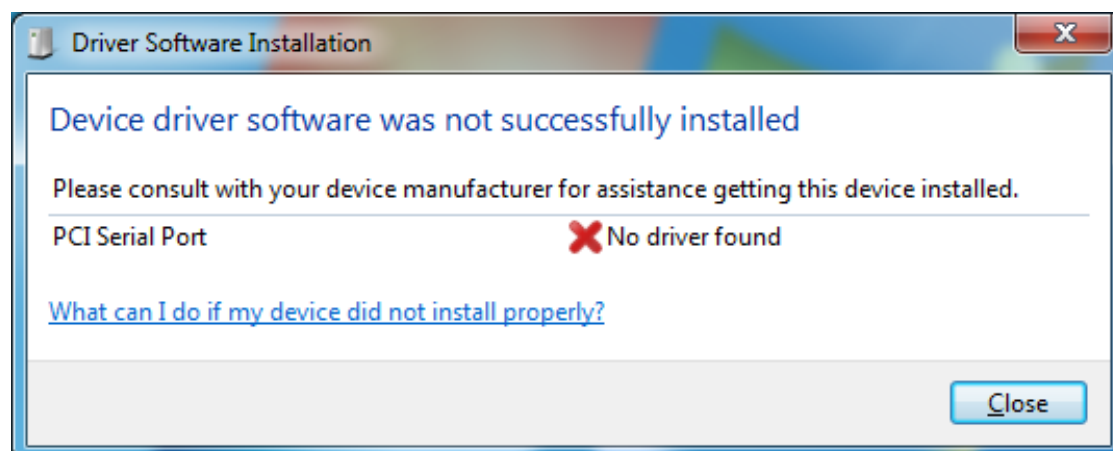 Driver Software Installation
x
Device driver software was not successfully installed
Please consult with your device manufacturer for assistance getting this device installed.
PCI Serial Port No driver found
What can I do if my device did not install properly?
Close